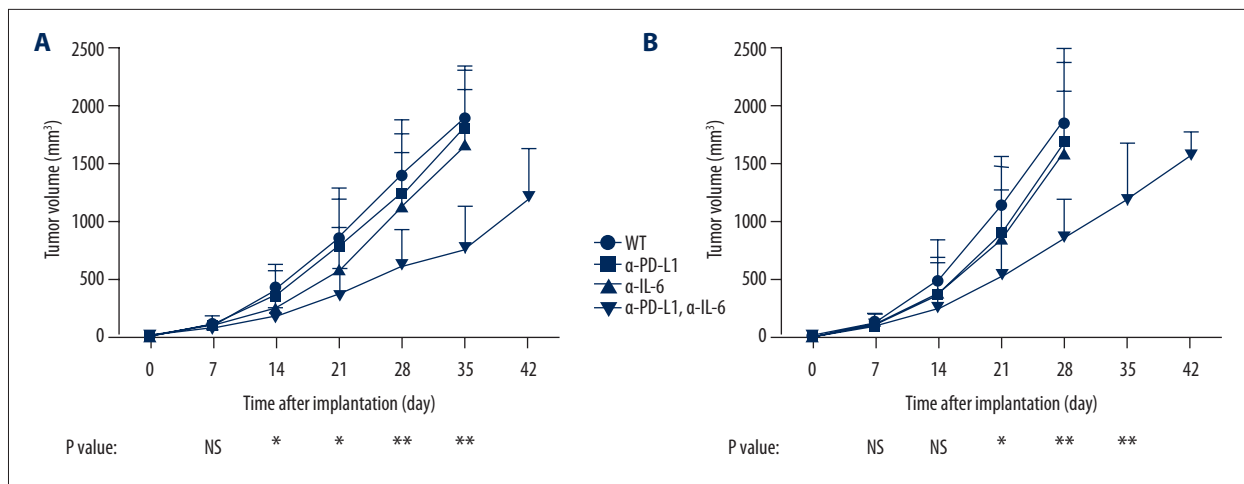 A
2500
2000
1500
1000
500
0
Tumor volume (mm³)
0 7 14 21 28 35 42
Time after implantation (day)
P value: NS * * ** **
WT
α-PD-L1
α-IL-6
α-PD-L1, α-IL-6
B
2500
2000
1500
1000
500
0
Tumor volume (mm³)
0 7 14 21 28 35 42
Time after implantation (day)
NS NS * ** **